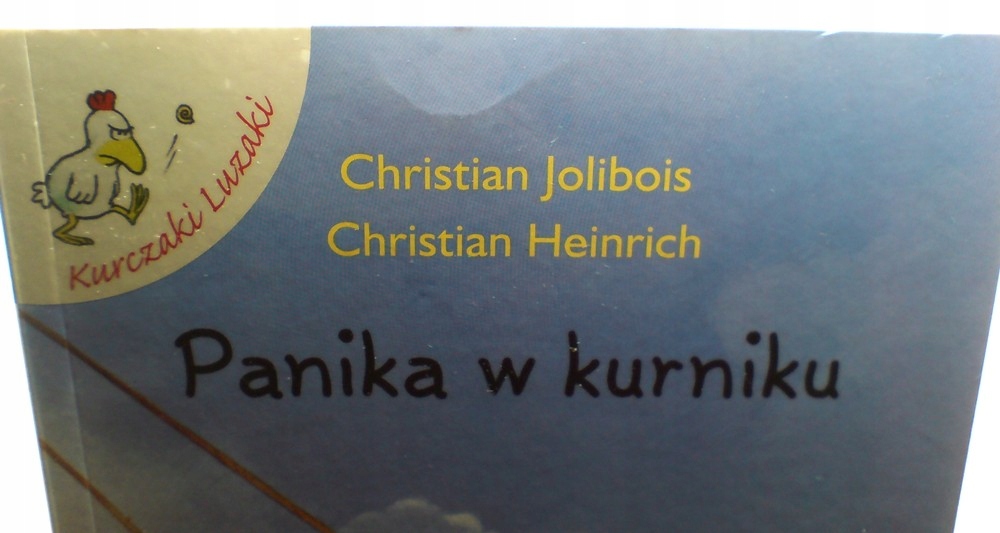 Kurczaki Luzaki
Christian Jolibois
Christian Heinrich
Panika w kurniku